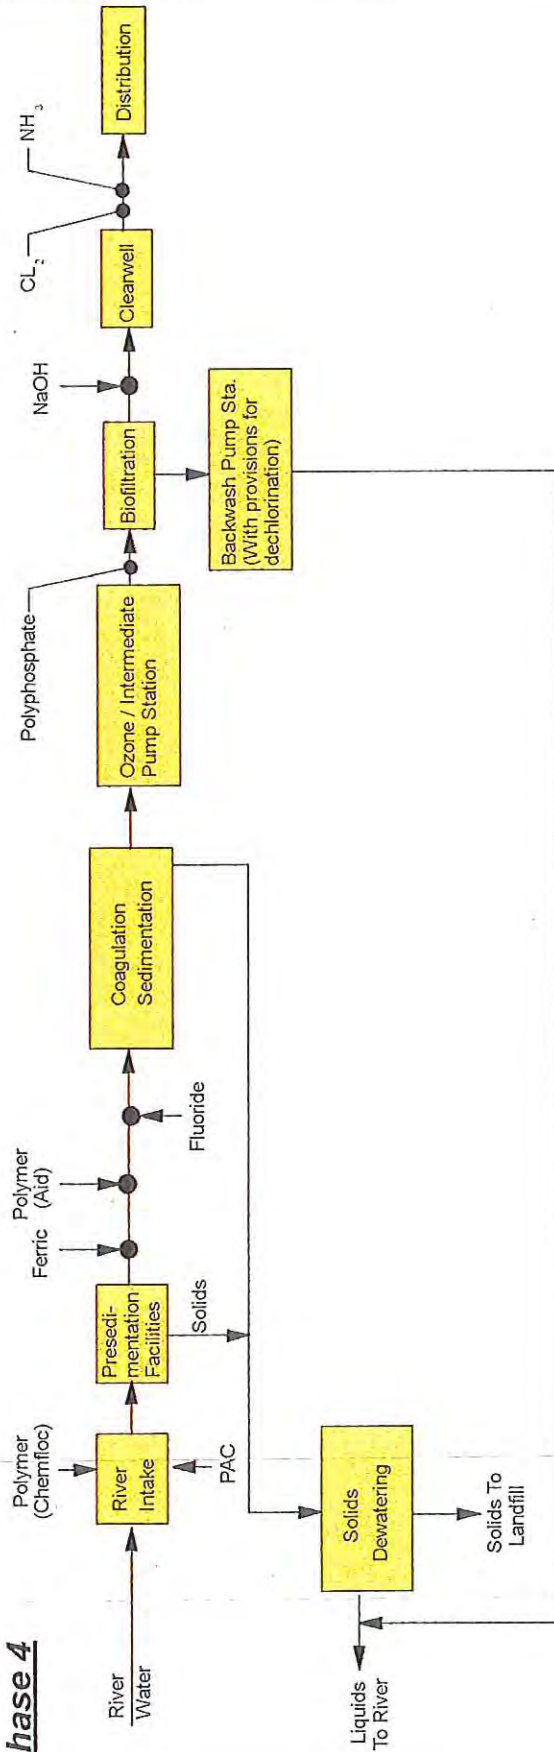 hase 4
River
Water
Polymer
(Chemfloc)
River
Intake
PAC
Presedi-
mentation
Facilities
Solids
Ferric
Polymer
(Aid)
Fluoride
Coagulation
Sedimentation
Ozone / Intermediate
Pump Station
Polyphosphate
Biofiltration
Backwash Pump Sta.
(With provisions for
dechlorination)
NaOH
Clearwell
CL₂
NH₃
Distribution
Solids
Dewatering
Liquids
To River
Solids To
Landfill